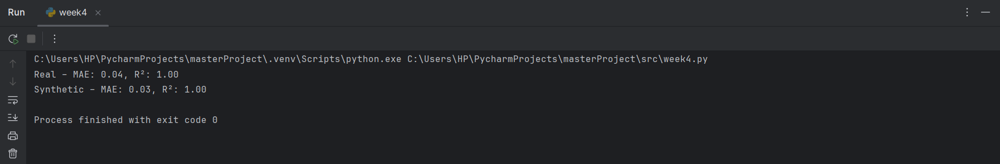 Run week4
C:\Users\HP\PycharmProjects\masterProject\.venv\Scripts\python.exe C:\Users\HP\PycharmProjects\masterProject\src\week4.py
Real – MAE: 0.04, R²: 1.00
Synthetic – MAE: 0.03, R²: 1.00
Process finished with exit code 0